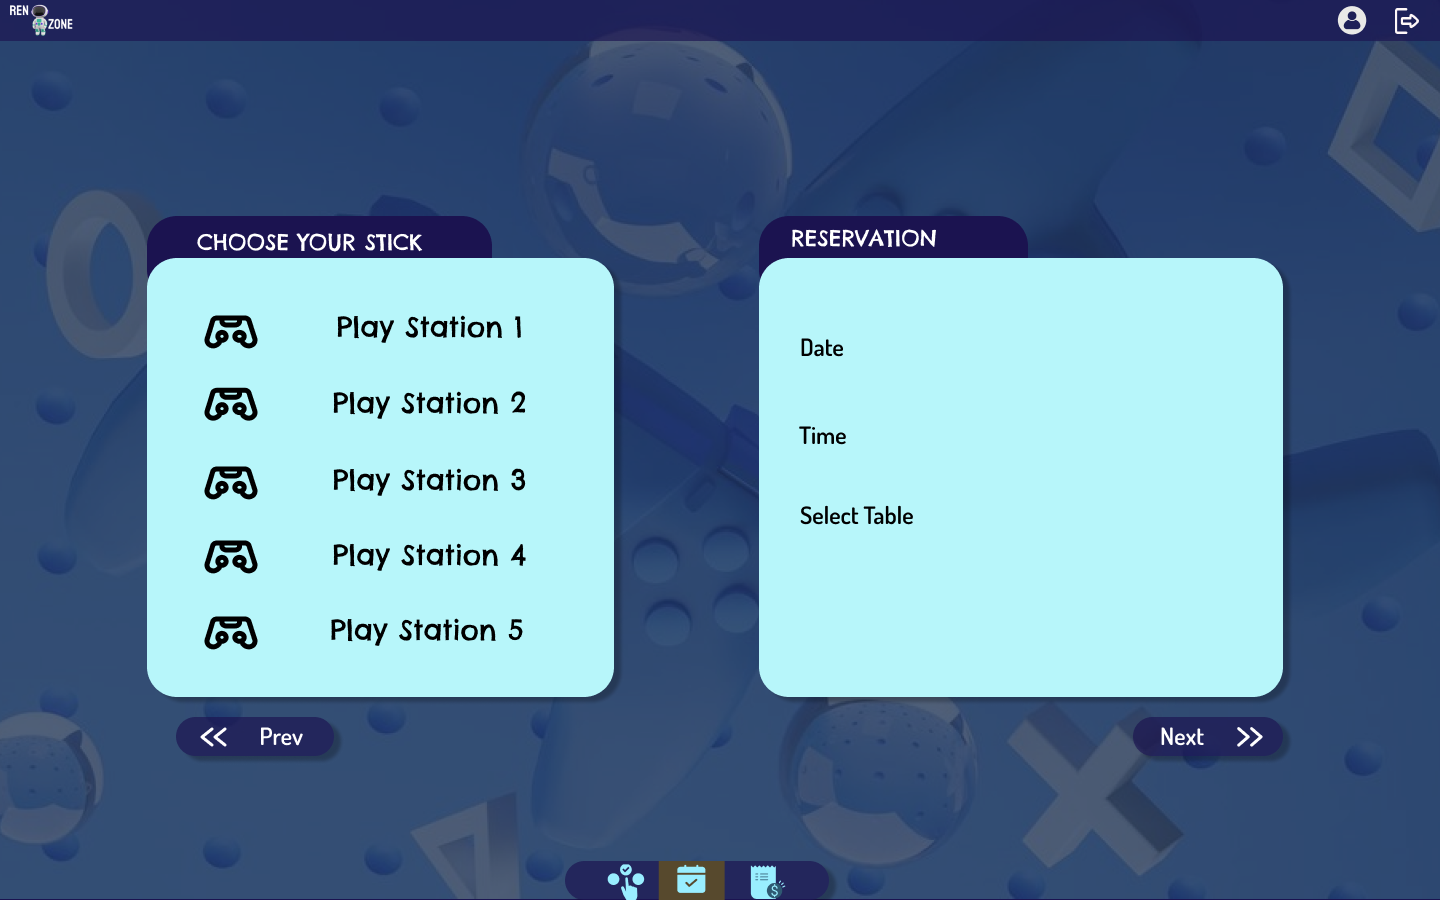 REN
ZONE
CHOOSE YOUR STICK
Play Station 1
Play Station 2
Play Station 3
Play Station 4
Play Station 5
Prev
RESERVATION
Date
Time
Select Table
Next
$